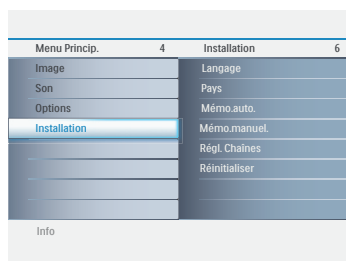 Menu Princip. 4 Installation 6
Image Langage
Son Pays
Options Mémo.auto.
Installation Mémo.manuel.
Régl. Chaînes
Réinitialiser
Info